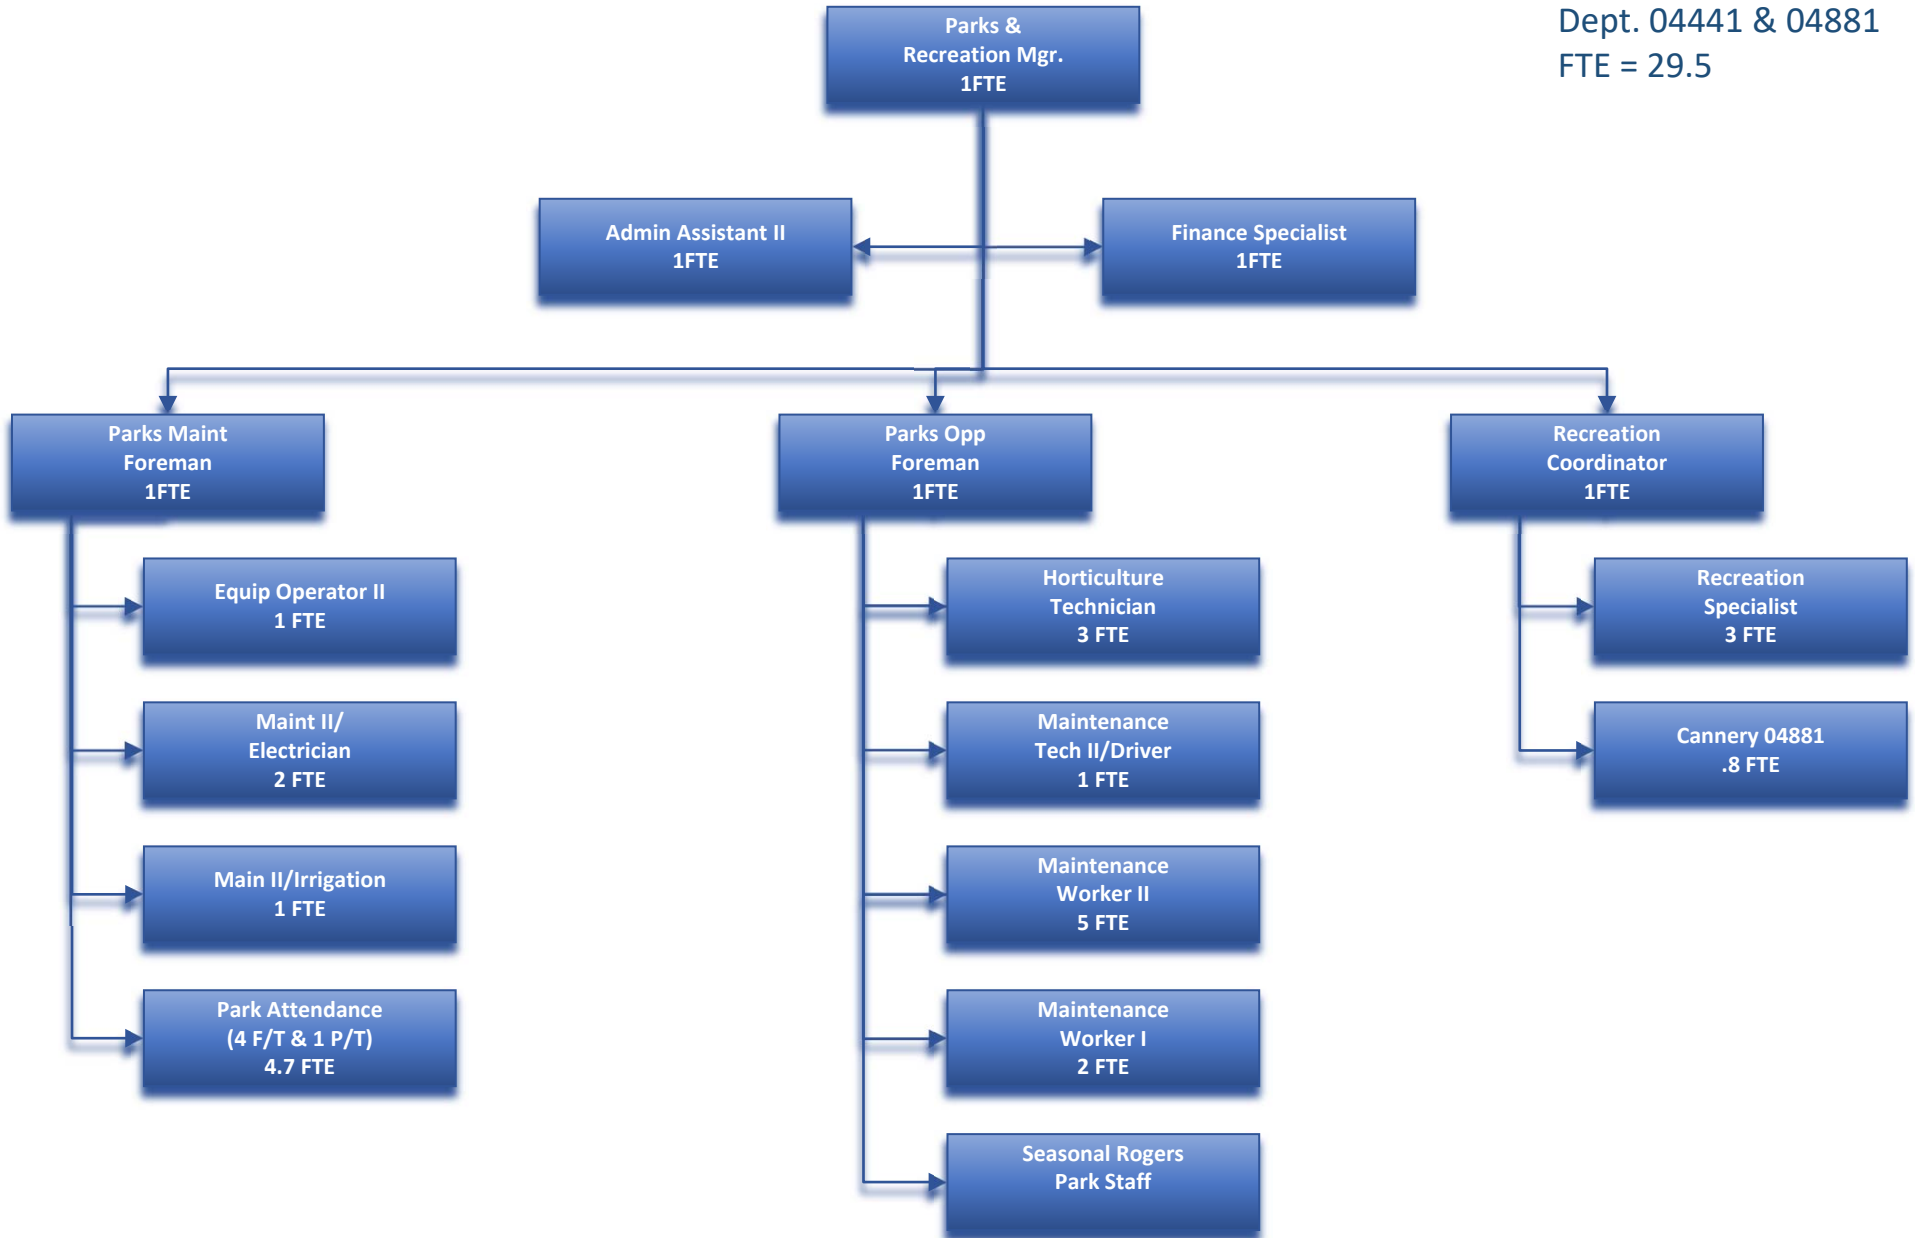 Dept. 04441 & 04881
FTE = 29.5
Parks &
Recreation Mgr.
1FTE
Admin Assistant II
1FTE
Finance Specialist
1FTE
Parks Maint
Foreman
1FTE
Equip Operator II
1 FTE
Maint II/
Electrician
2 FTE
Main II/Irrigation
1 FTE
Park Attendance
(4 F/T & 1 P/T)
4.7 FTE
Parks Opp
Foreman
1FTE
Horticulture
Technician
3 FTE
Maintenance
Tech II/Driver
1 FTE
Maintenance
Worker II
5 FTE
Maintenance
Worker I
2 FTE
Seasonal Rogers
Park Staff
Recreation
Coordinator
1FTE
Recreation
Specialist
3 FTE
Cannery 04881
.8 FTE